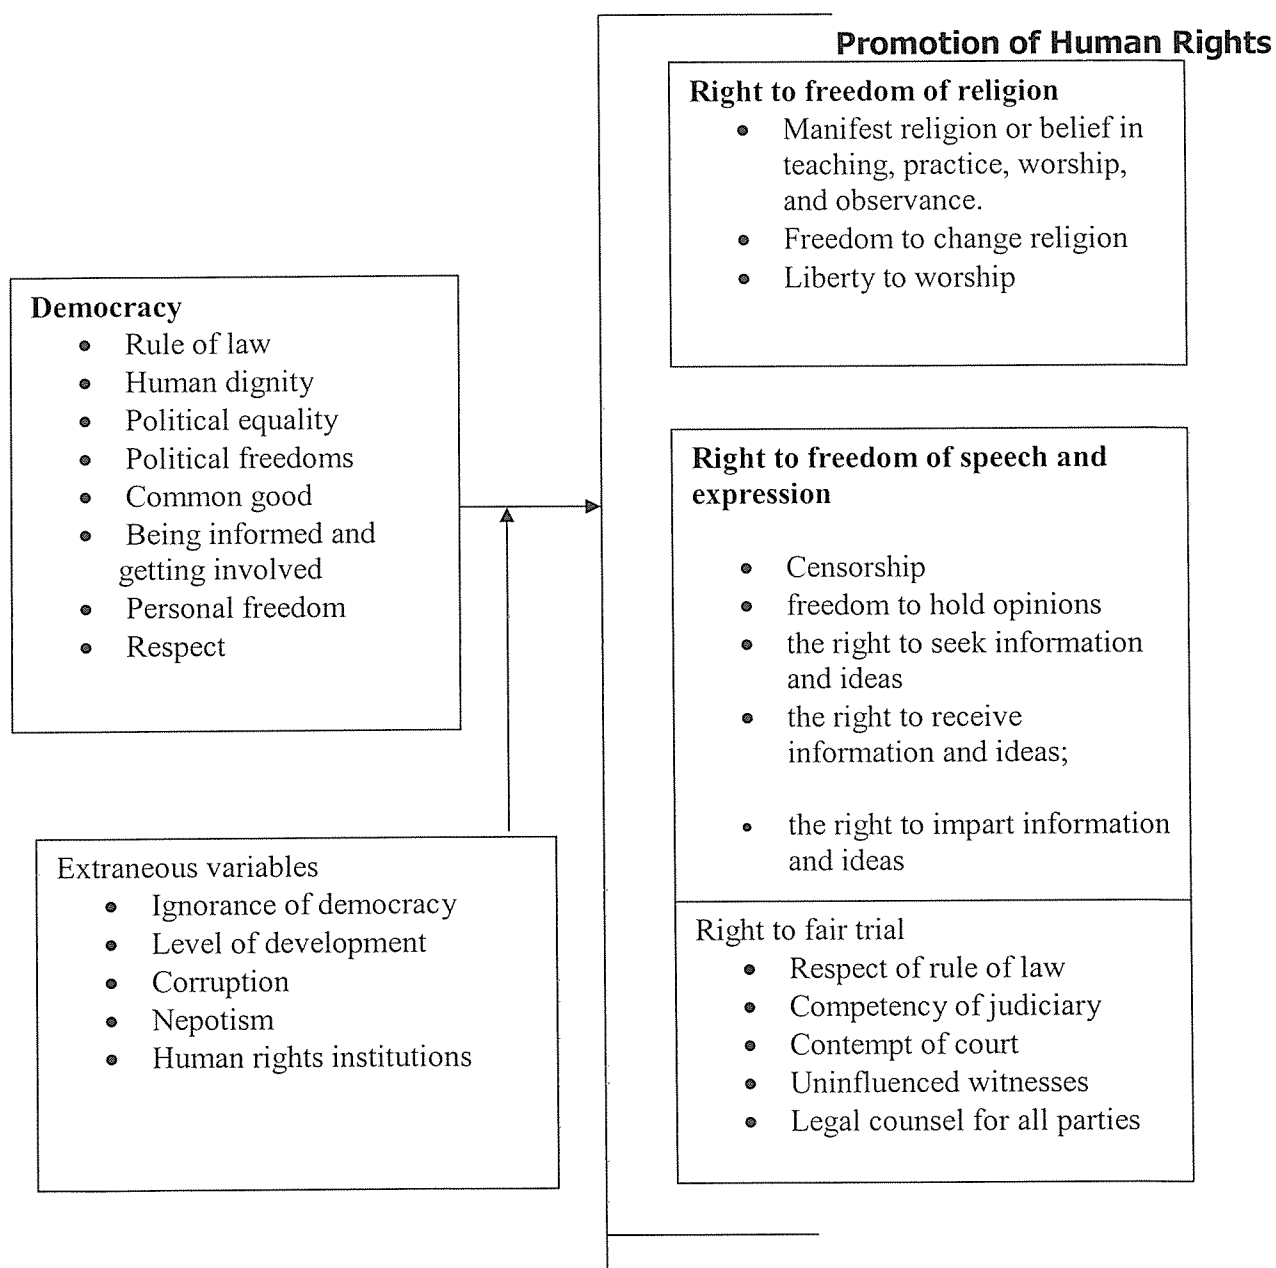 Promotion of Human Rights
Right to freedom of religion
• Manifest religion or belief in
teaching, practice, worship,
and observance.
• Freedom to change religion
• Liberty to worship
Democracy
• Rule of law
• Human dignity
• Political equality
• Political freedoms
• Common good
• Being informed and
getting involved
• Personal freedom
• Respect
Right to freedom of speech and
expression
• Censorship
• freedom to hold opinions
• the right to seek information
and ideas
• the right to receive
information and ideas;
• the right to impart information
and ideas
Extraneous variables
• Ignorance of democracy
• Level of development
• Corruption
• Nepotism
• Human rights institutions
Right to fair trial
• Respect of rule of law
• Competency of judiciary
• Contempt of court
• Uninfluenced witnesses
• Legal counsel for all parties